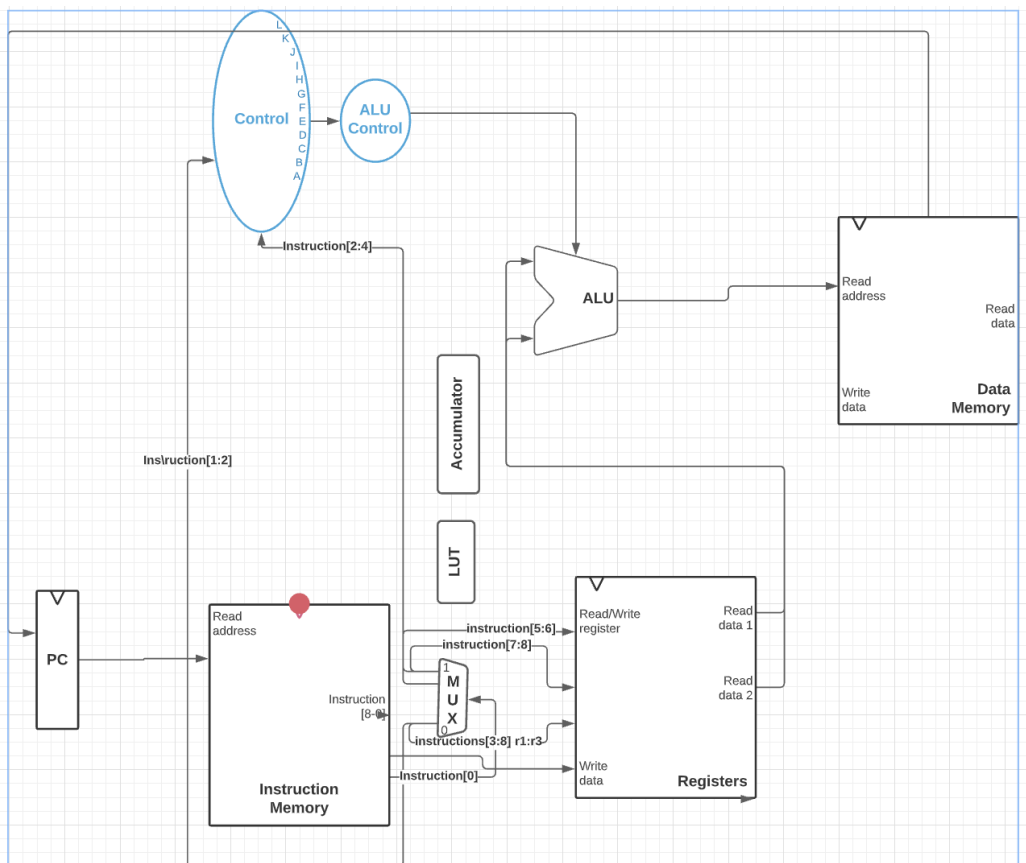 L
K
J
I
H
G
F
E
D
C
B
A
Control
ALU
Control
Instruction[2:4]
ALU
Read
address
Read
data
Write
data
Data
Memory
Accumulator
Ins\ruction[1:2]
LUT
PC
Read
address
Instruction
[8-0]
Instruction
Memory
instruction[5:6]
instruction[7:8]
1
M
U
X
0
instructions[3:8] r1:r3
Instruction[0]
Read/Write
register
Read
data 1
Read
data 2
Write
data
Registers